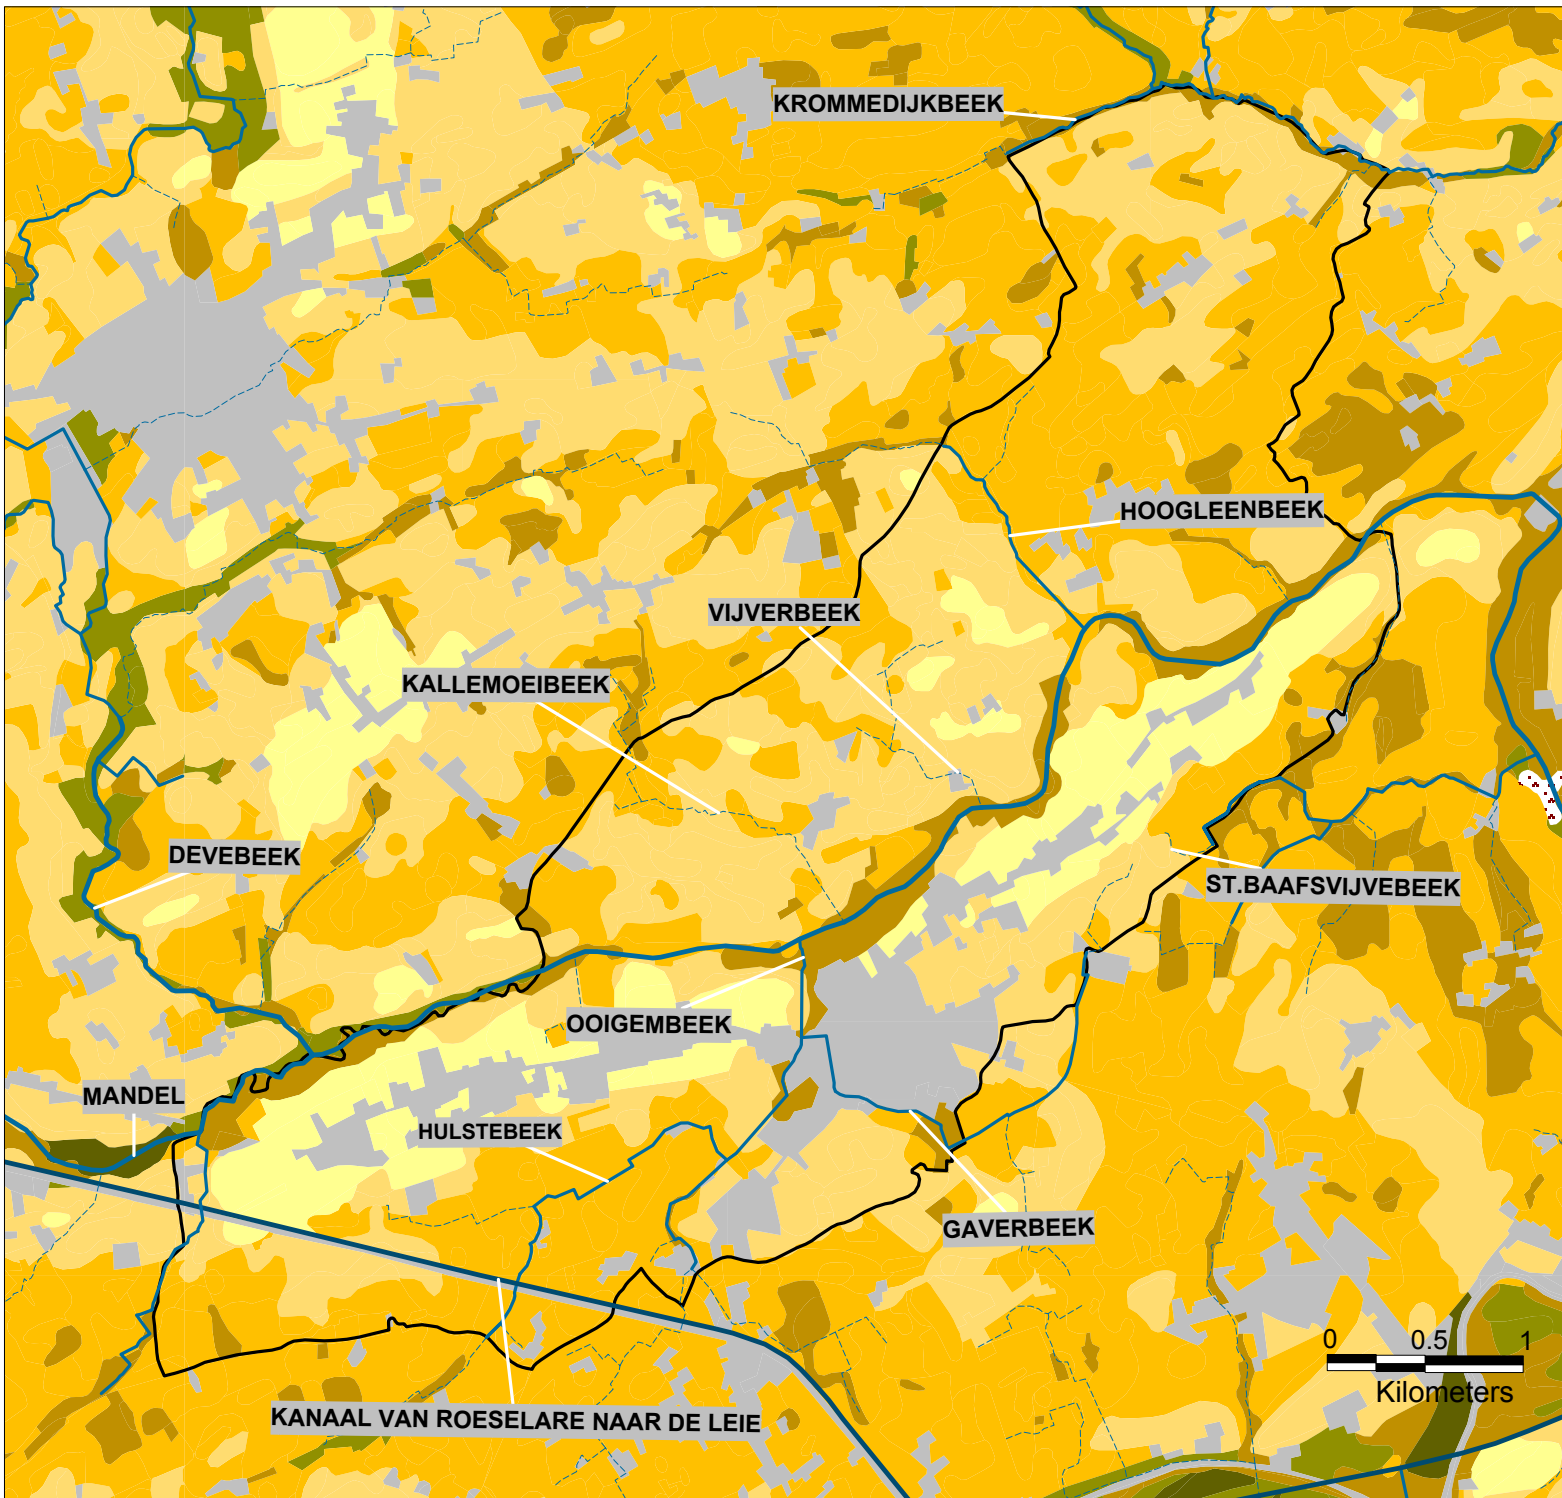 KROMMEDIJKBEEK
HOOGLEENBEEK
VIJVERBEEK
KALLEMOEIBEEK
DEVEBEEK
ST.BAAFSVIJVEBEEK
OOIGEMBEEK
MANDEL
HULSTEBEEK
GAVERBEEK
0 0.5 1
Kilometers
KANAAL VAN ROESELARE NAAR DE LEIE